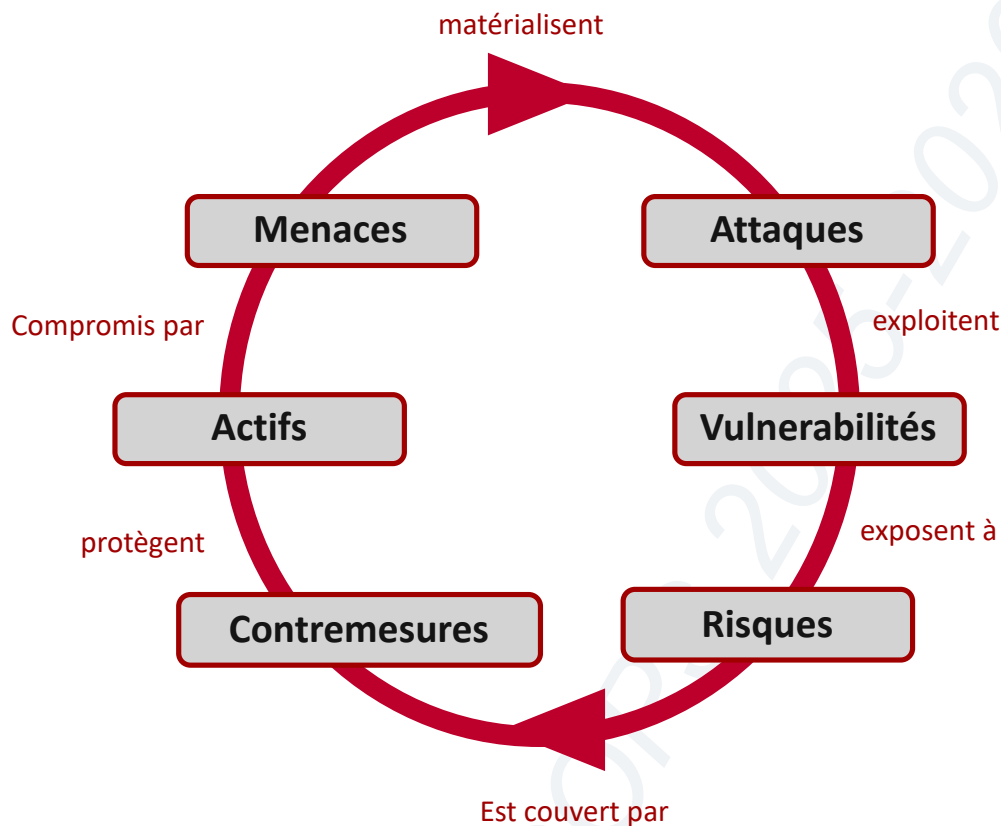 matérialisent
Menaces
Attaques
Compromis par
exploitent
Actifs
Vulnerabilités
protègent
exposent à
Contremesures
Risques
Est couvert par